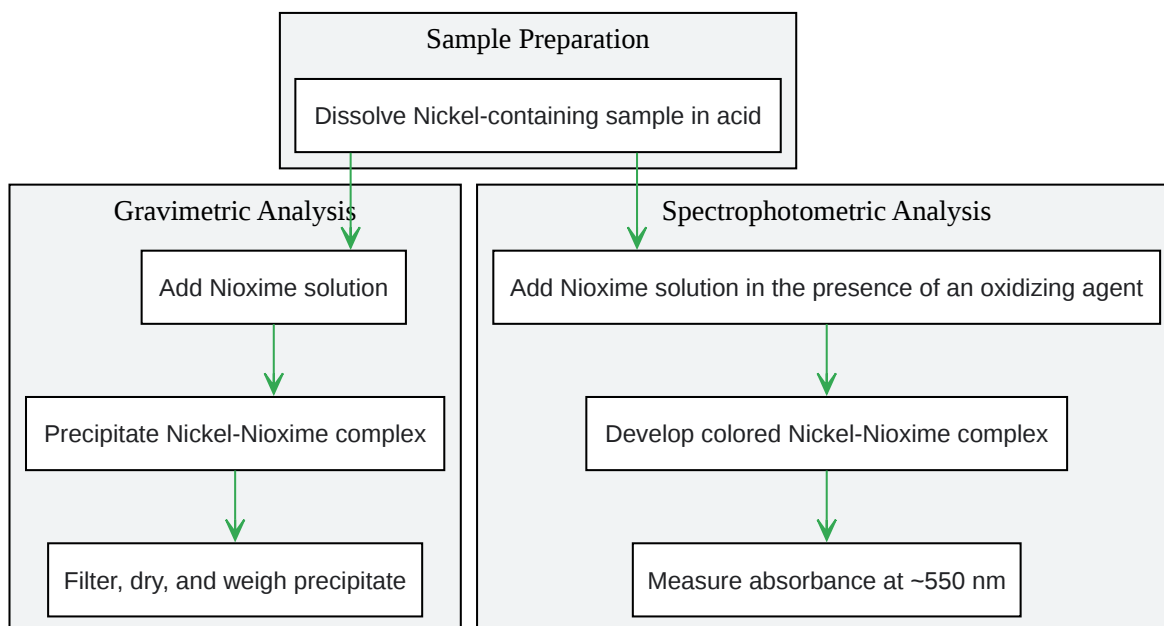 Sample Preparation
Dissolve Nickel-containing sample in acid
Gravimetric Analysis
Add Nioxime solution
Precipitate Nickel-Nioxime complex
Filter, dry, and weigh precipitate
Spectrophotometric Analysis
Add Nioxime solution in the presence of an oxidizing agent
Develop colored Nickel-Nioxime complex
Measure absorbance at ~550 nm